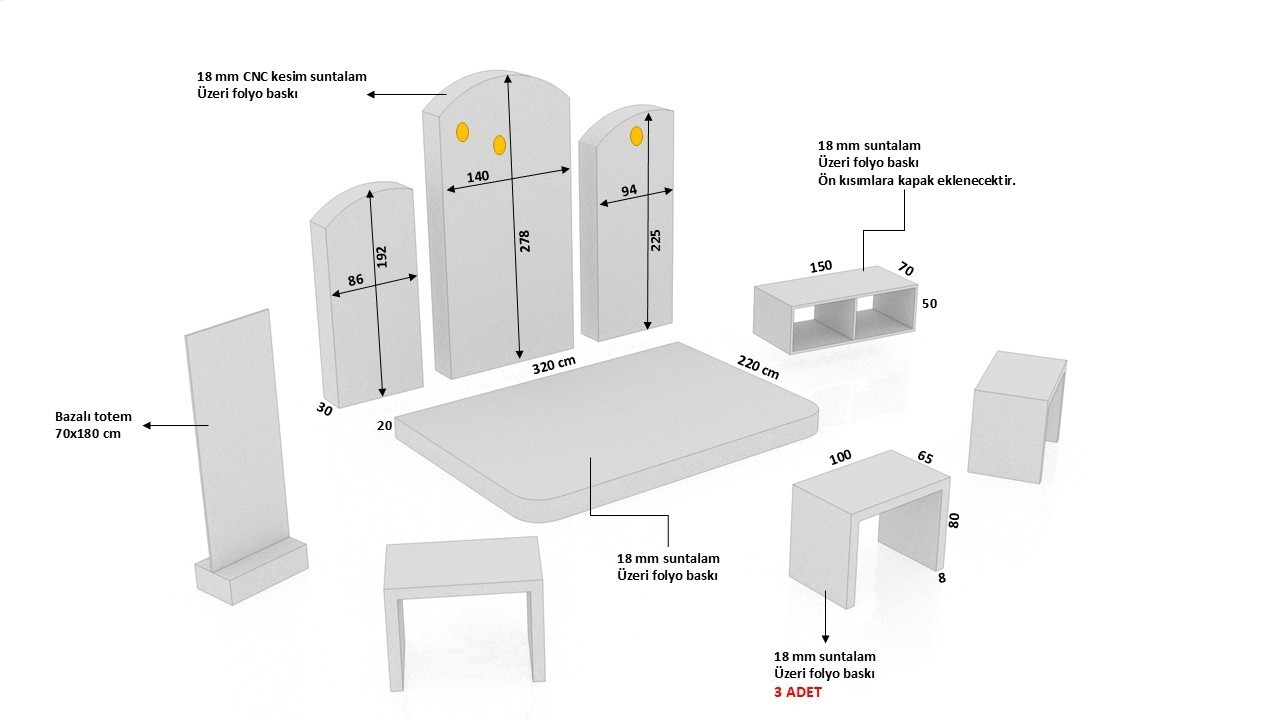 18 mm CNC kesim suntalam
Üzeri folyo baskı
140
278
94
225
192
86
30
18 mm suntalam
Üzeri folyo baskı
Ön kısımlara kapak eklenecektir.
150
70
50
320 cm
220 cm
20
Bazalı totem
70x180 cm
18 mm suntalam
Üzeri folyo baskı
100
65
80
8
18 mm suntalam
Üzeri folyo baskı
3 ADET